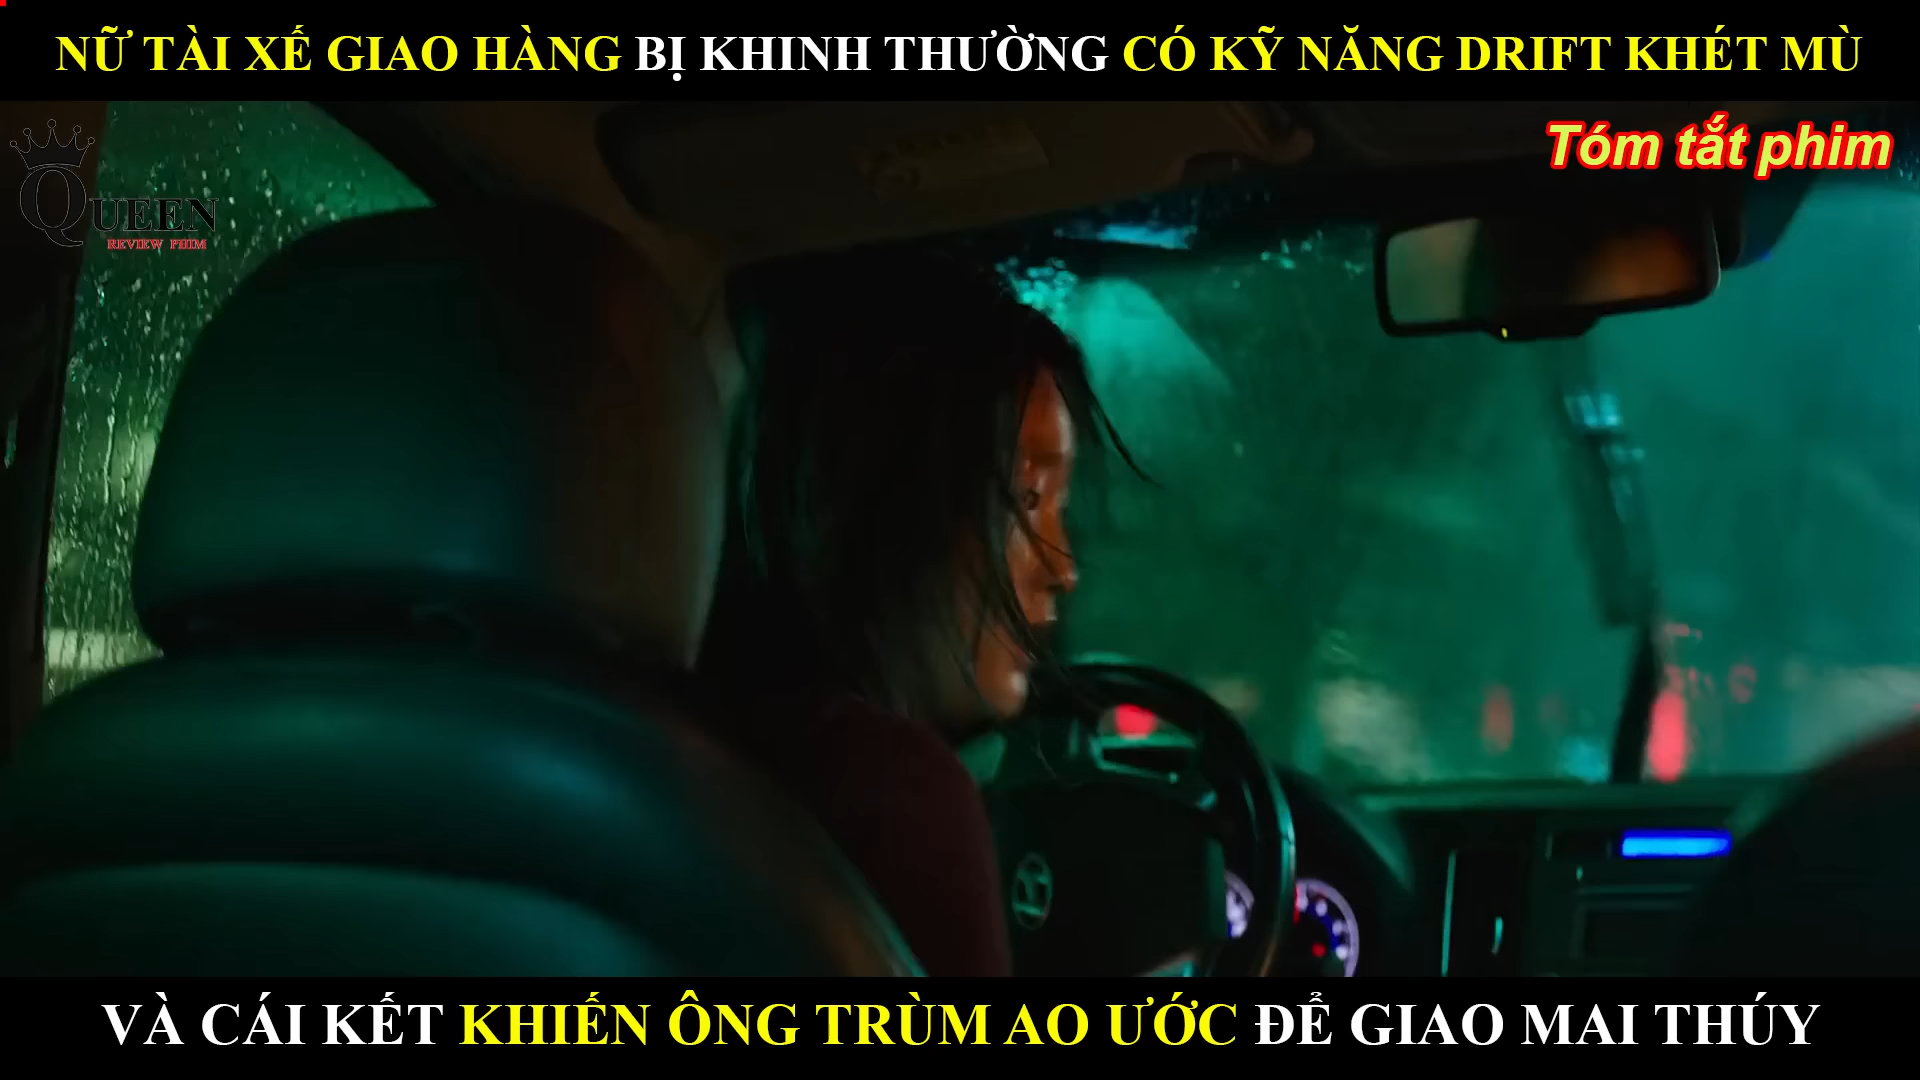 NỮ TÀI XẾ GIAO HÀNG BỊ KHINH THƯỜNG CÓ KỸ NĂNG DRIFT KHÉT MÙ
Tóm tắt phim
QUEEN
REVIEW PHIM
VÀ CÁI KẾT KHIẾN ÔNG TRÙM AO ƯỚC ĐỂ GIAO MAI THÚY